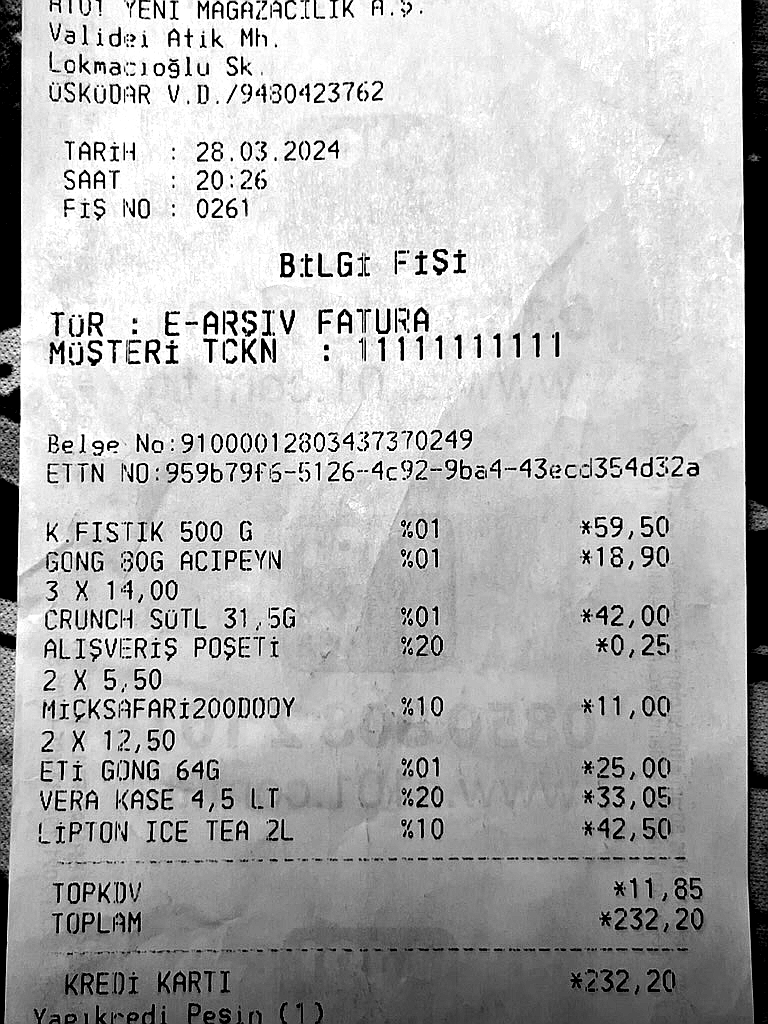 YENİ MAĞAZACILIK A.Ş.
Validei Atik Mh.
Lokmacıoğlu Sk.
ÜSKÜDAR V.D./9480423762
TARİH : 28.03.2024
SAAT : 20:26
FİŞ NO : 0261
BİLGİ FİŞİ
TÜR : E-ARŞİV FATURA
MÜŞTERİ TCKN : 11111111111
Belge No:91000012803437370249
ETTN NO:959b79f6-5126-4c92-9ba4-43ecd354d32a
K.FISTIK 500 G %01 *59,50
GONG 80G ACIPEYN %01 *18,90
3 X 14,00
CRUNCH SÜTL 31,5G %01 *42,00
ALIŞVERİŞ POŞETİ %20 *0,25
2 X 5,50
MİÇKSAFARİ200DOOY %10 *11,00
2 X 12,50
ETİ GONG 64G %01 *25,00
VERA KASE 4,5 LT %20 *33,05
LİPTON ICE TEA 2L %10 *42,50
TOPKDV *11,85
TOPLAM *232,20
KREDİ KARTI *232,20
Yapıkredi Peşin (1)